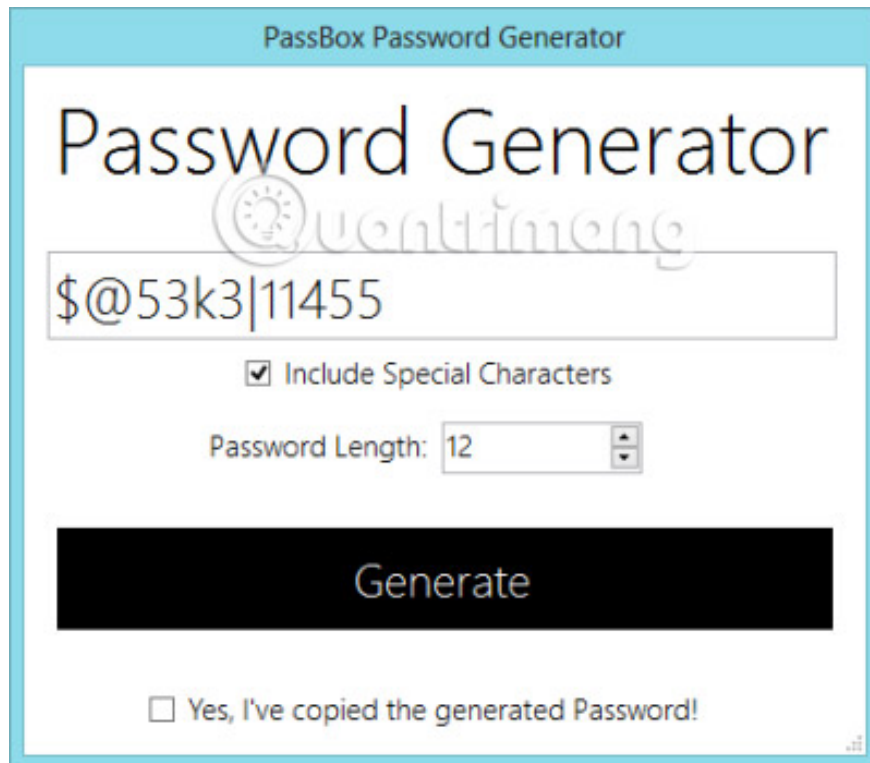 PassBox Password Generator
Password Generator
Quantrimang
$@53k3|11455
Include Special Characters
Password Length: 12
Generate
Yes, I've copied the generated Password!